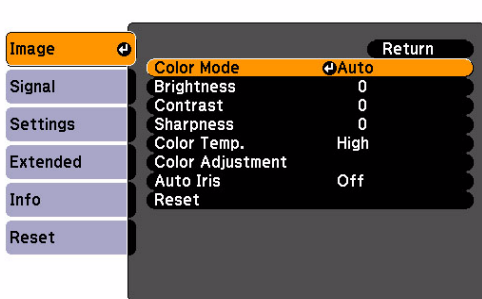 Image
Signal
Settings
Extended
Info
Reset
Return
Color Mode Auto
Brightness 0
Contrast 0
Sharpness 0
Color Temp. High
Color Adjustment
Auto Iris Off
Reset